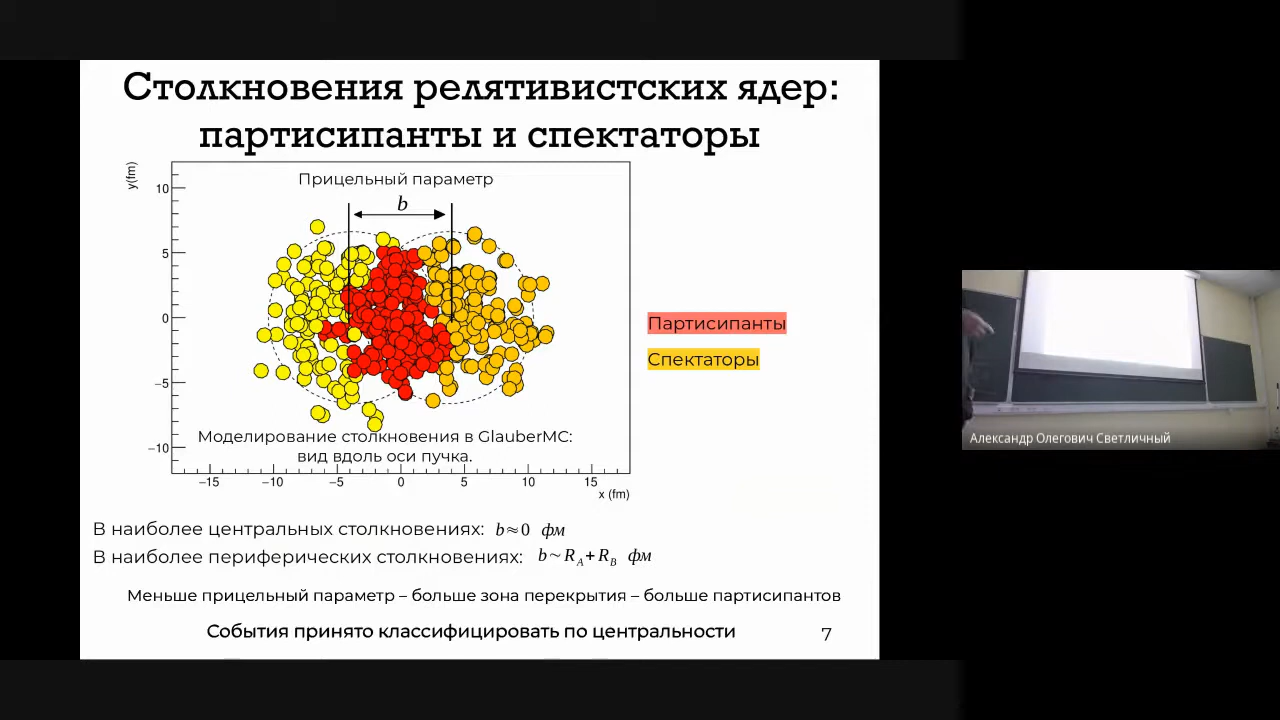 Столкновения релятивистских ядер:
партисипанты и спектаторы
y(fm)
Прицельный параметр
b
10
5
0
−5
−10
Партисипанты
Спектаторы
Моделирование столкновения в GlauberMC:
вид вдоль оси пучка.
−15 −10 −5 0 5 10 15
x (fm)
В наиболее центральных столкновениях: b≈0 фм
В наиболее периферических столкновениях: b~R_A+R_B фм
Меньше прицельный параметр – больше зона перекрытия – больше партисипантов
События принято классифицировать по центральности
7
Александр Олегович Светличный